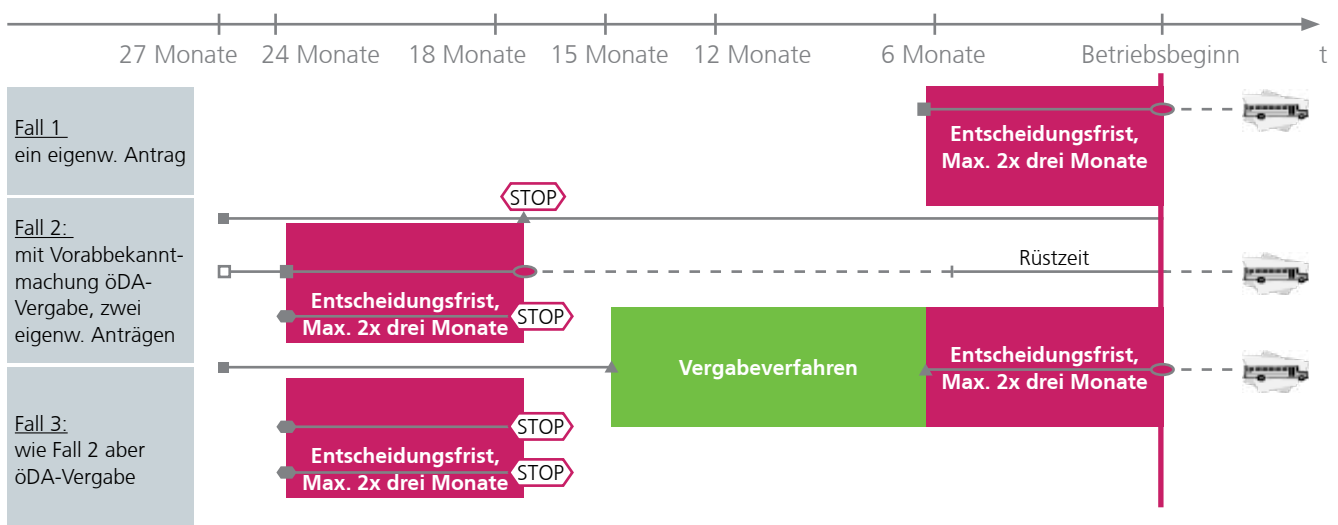 27 Monate 24 Monate 18 Monate 15 Monate 12 Monate 6 Monate Betriebsbeginn t
Fall 1
ein eigenw. Antrag
Entscheidungsfrist,
Max. 2x drei Monate
STOP
Fall 2:
mit Vorabbekannt-
machung öDA-
Vergabe, zwei
eigenw. Anträgen
Rüstzeit
Entscheidungsfrist,
Max. 2x drei Monate
STOP
Vergabeverfahren
Entscheidungsfrist,
Max. 2x drei Monate
Fall 3:
wie Fall 2 aber
öDA-Vergabe
STOP
Entscheidungsfrist,
Max. 2x drei Monate
STOP